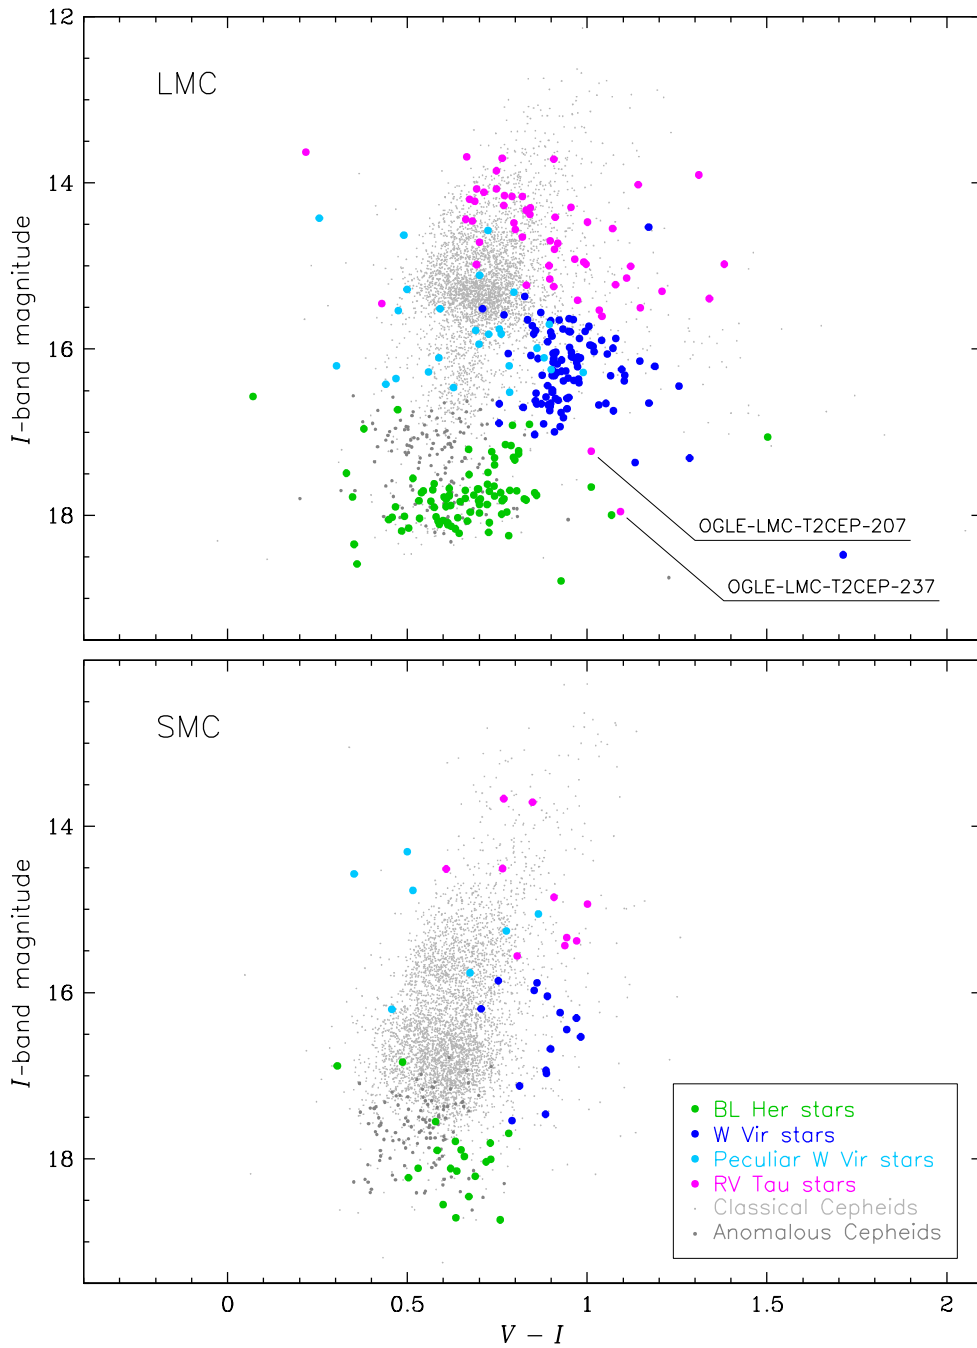 12
LMC
14
I-band magnitude
16
18
OGLE-LMC-T2CEP-207
OGLE-LMC-T2CEP-237
SMC
14
I-band magnitude
16
18
BL Her stars
W Vir stars
Peculiar W Vir stars
RV Tau stars
Classical Cepheids
Anomalous Cepheids
0 0.5 1 1.5 2
V − I